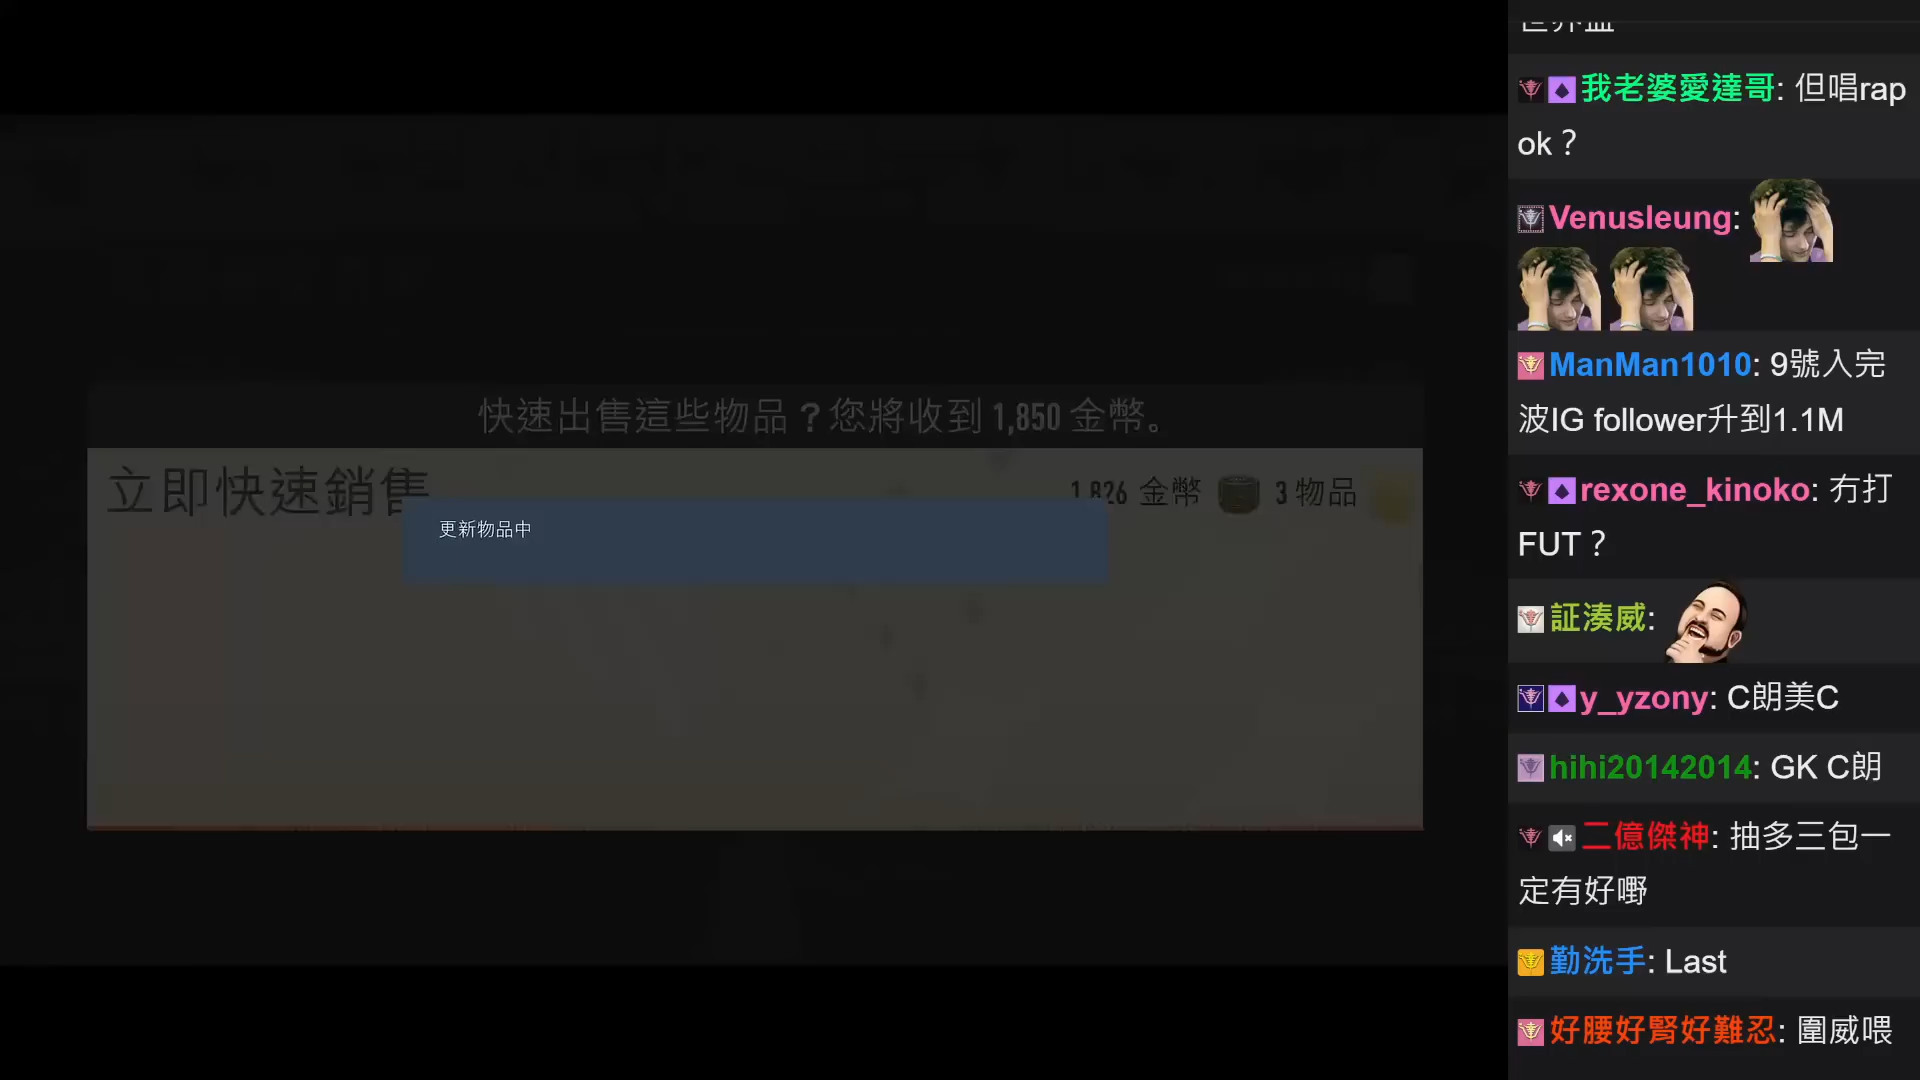 快速出售這些物品？您將收到 1,850 金幣。
立即快速銷售
1,826 金幣 3 物品
更新物品中
我老婆愛達哥: 但唱rap
ok？
Venusleung:
ManMan1010: 9號入完
波IG follower升到1.1M
rexone_kinoko: 冇打
FUT？
証湊威:
y_yzony: C朗美C
hihi20142014: GK C朗
二億傑神: 抽多三包一
定有好嘢
勤洗手: Last
好腰好腎好難忍: 圍威喂